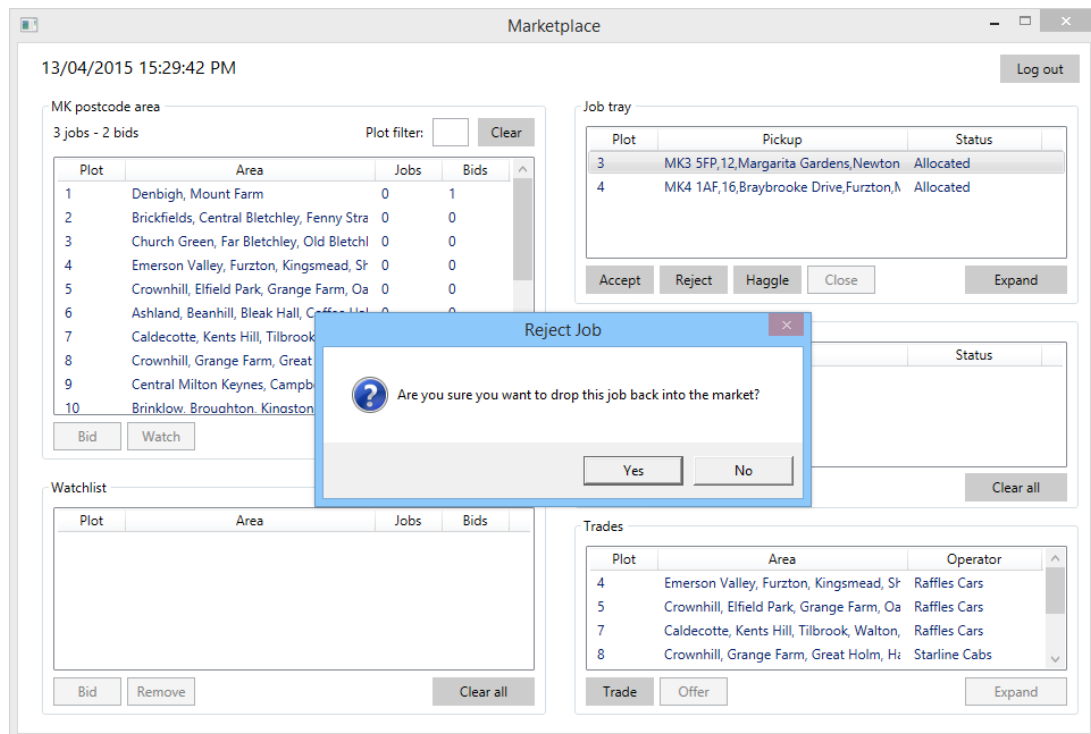 Marketplace
13/04/2015 15:29:42 PM
Log out
MK postcode area
3 jobs - 2 bids
Plot filter:
Clear
Plot Area Jobs Bids
1 Denbigh, Mount Farm 0 1
2 Brickfields, Central Bletchley, Fenny Stra 0 0
3 Church Green, Far Bletchley, Old Bletchl 0 0
4 Emerson Valley, Furzton, Kingsmead, Sh 0 0
5 Crownhill, Elfield Park, Grange Farm, Oa 0 0
6 Ashland, Beanhill, Bleak Hall,
7 Caldecotte, Kents Hill, Tilbrook
8 Crownhill, Grange Farm, Great
9 Central Milton Keynes, Campb
10 Brinklow, Broughton, Kingston
Bid Watch
Job tray
Plot Pickup Status
3 MK3 5FP,12,Margarita Gardens,Newton Allocated
4 MK4 1AF,16,Braybrooke Drive,Furzton, Allocated
Accept Reject Haggle Close Expand
Reject Job
Are you sure you want to drop this job back into the market?
Yes No
Status
Clear all
Watchlist
Plot Area Jobs Bids
Bid Remove Clear all
Trades
Plot Area Operator
4 Emerson Valley, Furzton, Kingsmead, Sh Raffles Cars
5 Crownhill, Elfield Park, Grange Farm, Oa Raffles Cars
7 Caldecotte, Kents Hill, Tilbrook, Walton, Raffles Cars
8 Crownhill, Grange Farm, Great Holm, Ha Starline Cabs
Trade Offer Expand